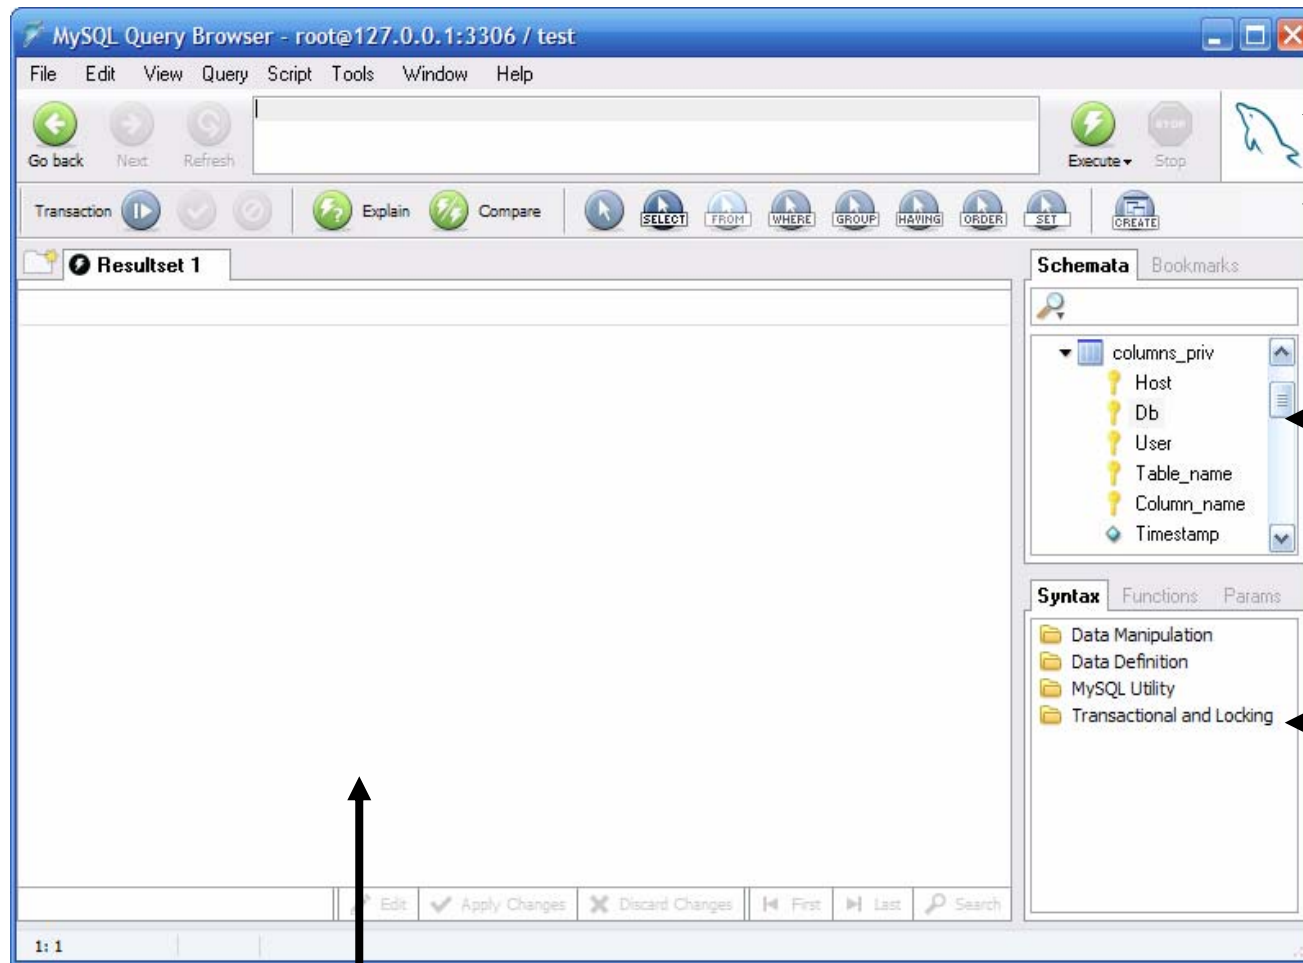 MySQL Query Browser - root@127.0.0.1:3306 / test
File Edit View Query Script Tools Window Help
Go back Next Refresh Execute Stop
STOP
Transaction Explain Compare SELECT FROM WHERE GROUP HAVING ORDER SET CREATE
Resultset 1
Schemata Bookmarks
columns_priv
Host
Db
User
Table_name
Column_name
Timestamp
Syntax Functions Params
Data Manipulation
Data Definition
MySQL Utility
Transactional and Locking
Edit Apply Changes Discard Changes First Last Search
1: 1